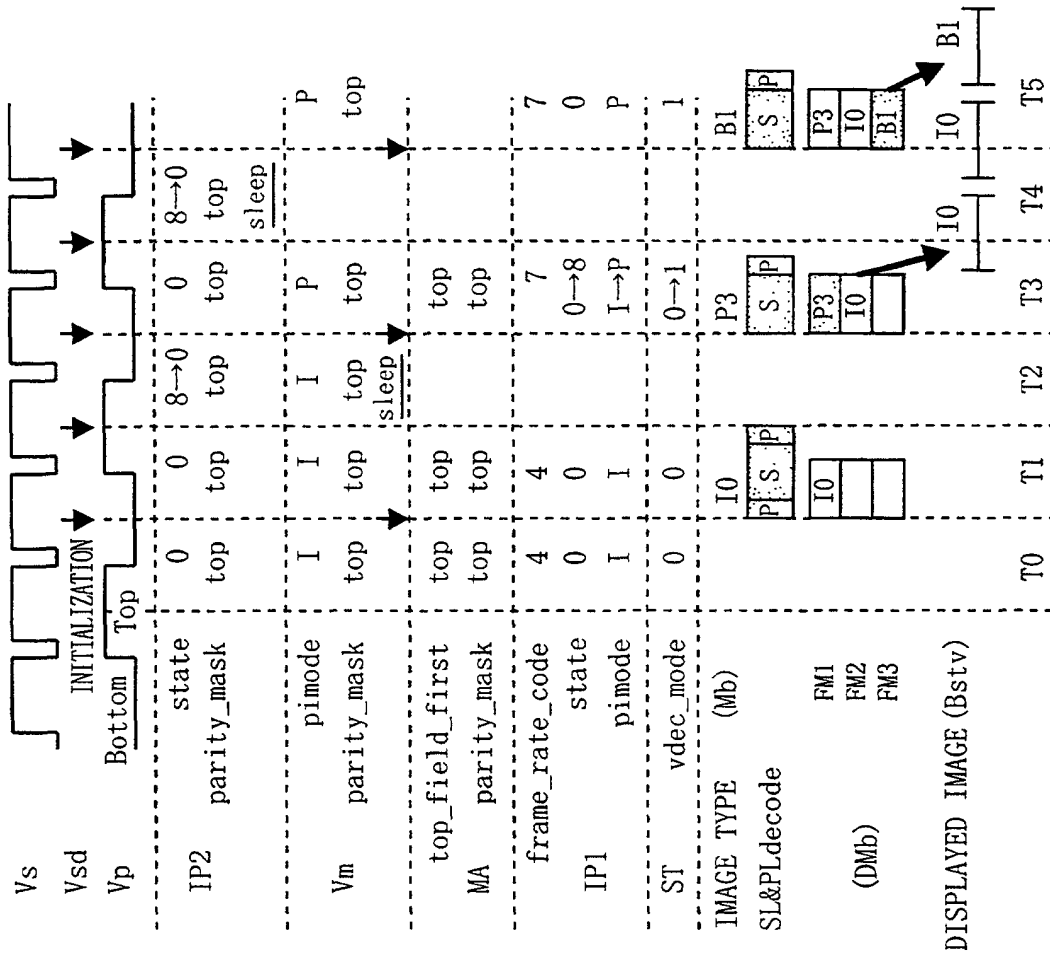 Vs
Vsd INITIALIZATION
Vp Bottom Top
IP2 state 0 0 8→0 0 8→0
parity_mask top top top top top
sleep
Vm pimode I I I P P
parity_mask top top top top top
sleep
MA top_field_first top top top
parity_mask top top top
IP1 frame_rate_code 4 4 7 7
state 0 0 0→8 0
pimode I I I→P P
ST vdec_mode 0 0 0→1 1
IMAGE TYPE (Mb) I0 P3 B1
SL&PLdecode P S P S P S P
(DMb) FM1 I0 P3 P3
FM2 I0 I0
FM3 B1
DISPLAYED IMAGE(Bstv) I0 I0 B1
T0 T1 T2 T3 T4 T5